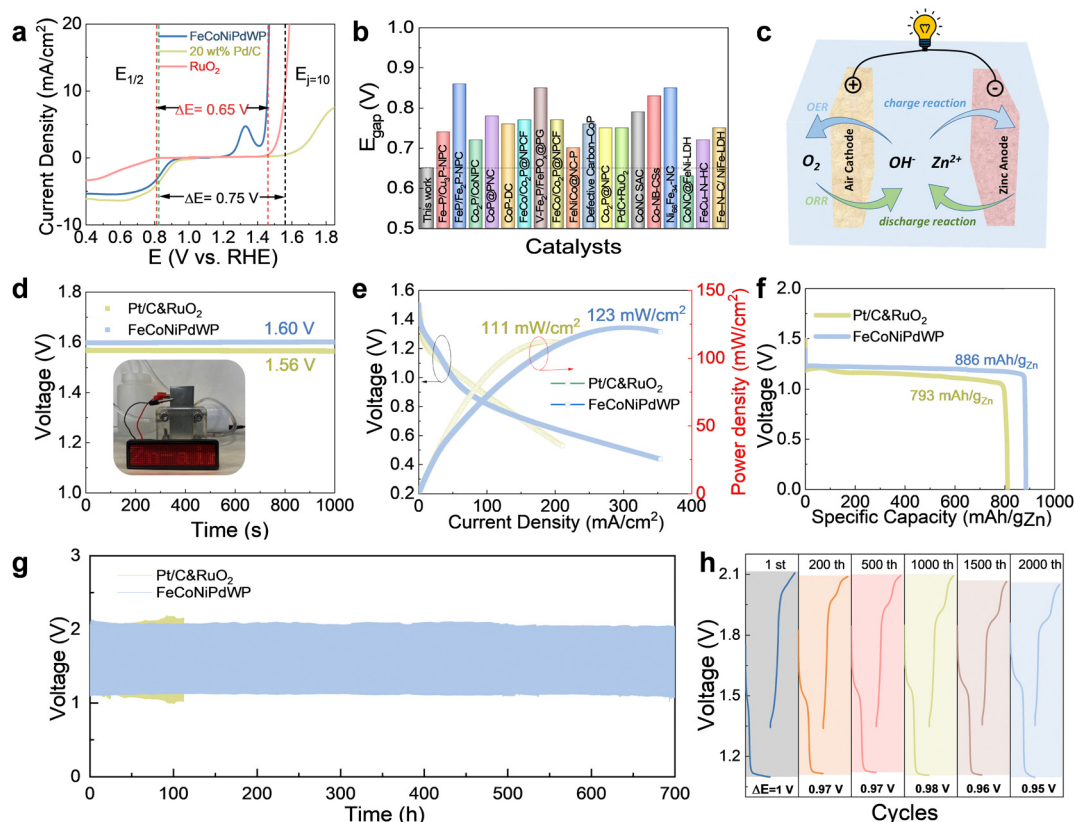 a
Current Density (mA/cm²)
20
10
0
-10
FeCoNiPdWP
20 wt% Pd/C
RuO₂
E₁/₂
E j=10
ΔE= 0.65 V
ΔE= 0.75 V
0.4 0.6 0.8 1.0 1.2 1.4 1.6 1.8
E (V vs. RHE)
b
E gap (V)
1.0
0.9
0.8
0.7
0.6
0.5
This work
Fe–P/Cu₃P-NPC
FeP/Fe₂P-NPC
Co₂P/CoNPC
CoP@PNC
CoP-DC
FeCo/Co₂P@NPCF
V-Fe₂P/FePOₓ@PG
FeCo/Co₂P@NPCF
FeNiCo@NC-P
Defective Carbon–CoP
Co₂P@NPC
PdC+RuO₂
CoNC SAC
Co-NB-CSs
Ni₆₆Fe₃₄-NC
CoNC@FeNi-LDH
FeCu–N–HC
Fe–N–C/ NiFe-LDH
Catalysts
c
+
-
OER
charge reaction
O₂
Air Cathode
OH⁻
Zn²⁺
Zinc Anode
ORR
discharge reaction
d
Voltage (V)
1.8
1.6
1.4
1.6
1.0
Pt/C&RuO₂
FeCoNiPdWP
1.60 V
1.56 V
0 200 400 600 800 1000
Time (s)
e
Voltage (V)
1.6
1.4
1.2
1.0
0.8
0.6
0.4
0.2
111 mW/cm²
123 mW/cm²
Pt/C&RuO₂
FeCoNiPdWP
150
100
50
0
Power density (mW/cm²)
0 100 200 300 400
Current Density (mA/cm²)
f
Voltage (V)
2.0
1.5
1.0
0.5
0.0
Pt/C&RuO₂
FeCoNiPdWP
886 mAh/gZn
793 mAh/gZn
0 200 400 600 800 1000
Specific Capacity (mAh/gZn)
g
Voltage (V)
3
2
1
0
Pt/C&RuO₂
FeCoNiPdWP
0 100 200 300 400 500 600 700
Time (h)
h
Voltage (V)
2.1
1.8
1.5
1.1
1 st 200 th 500 th 1000 th 1500 th 2000 th
ΔE=1 V 0.97 V 0.97 V 0.98 V 0.96 V 0.95 V
Cycles